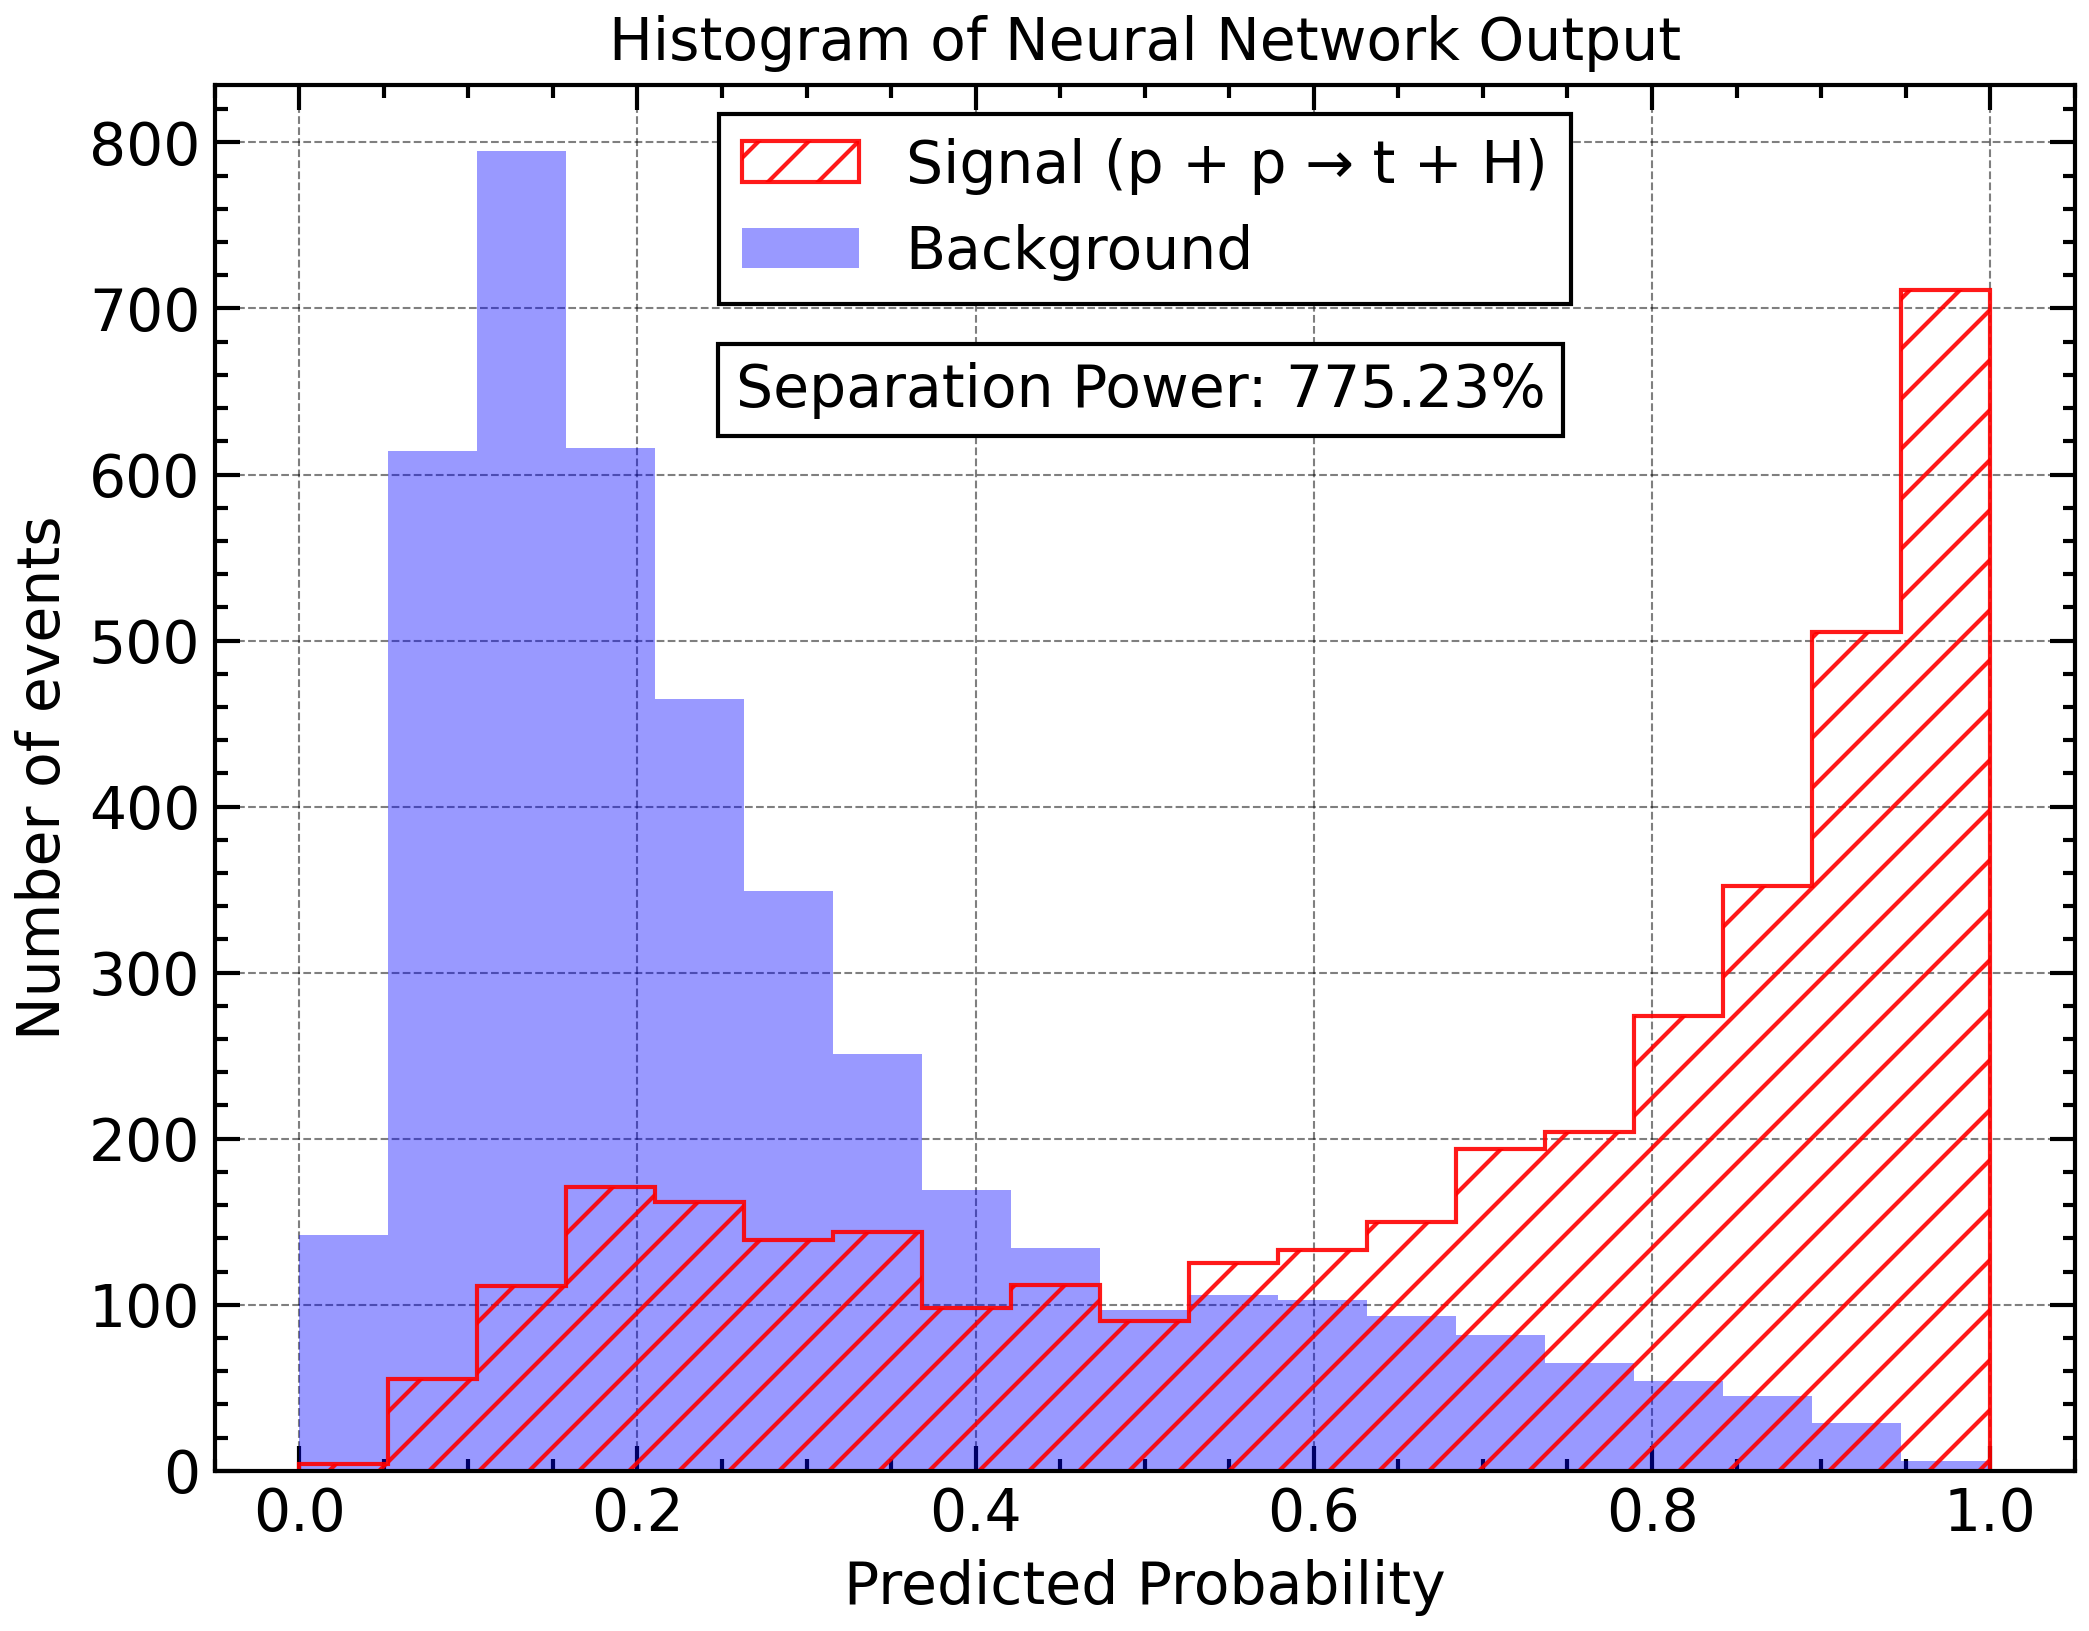 Histogram of Neural Network Output
Signal (p + p → t + H)
Background
Separation Power: 775.23%
Number of events
800
700
600
500
400
300
200
100
0
0.0 0.2 0.4 0.6 0.8 1.0
Predicted Probability